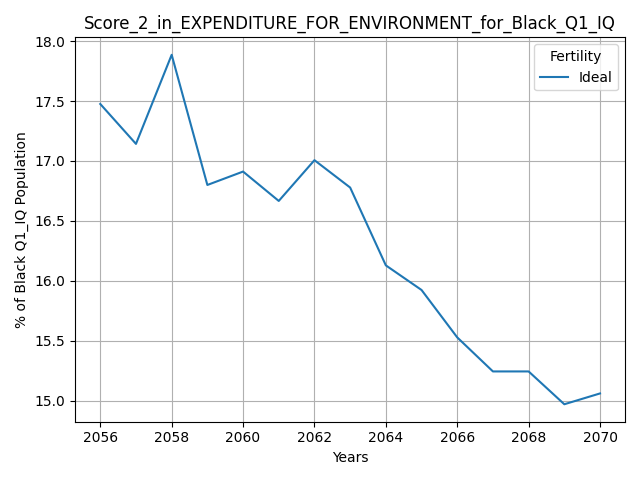 Score_2_in_EXPENDITURE_FOR_ENVIRONMENT_for_Black_Q1_IQ
Fertility
Ideal
% of Black Q1_IQ Population
18.0
17.5
17.0
16.5
16.0
15.5
15.0
2056 2058 2060 2062 2064 2066 2068 2070
Years